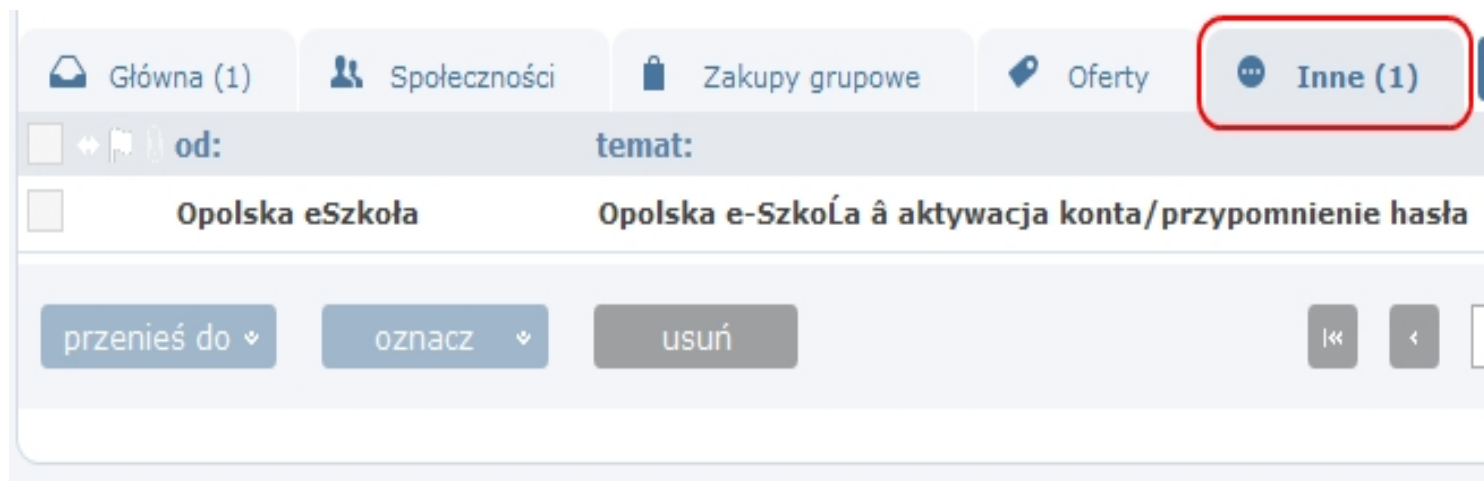 Główna (1) Społeczności Zakupy grupowe Oferty Inne (1)
od: temat:
Opolska eSzkoła Opolska e-SzkoĹa â aktywacja konta/przypomnienie hasła
przenieś do oznacz usuń